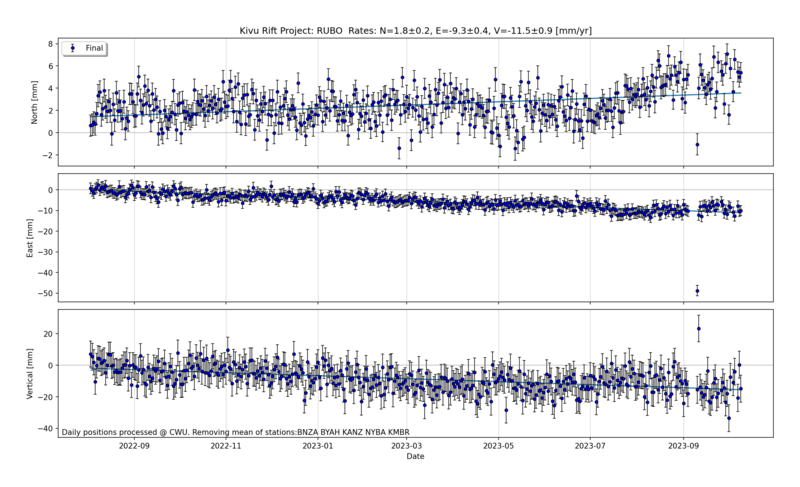 Kivu Rift Project: RUBO Rates: N=1.8±0.2, E=-9.3±0.4, V=-11.5±0.9 [mm/yr]
Final
North [mm]
8
6
4
2
0
−2
East [mm]
0
−10
−20
−30
−40
−50
Vertical [mm]
20
0
−20
−40
Daily positions processed @ CWU. Removing mean of stations:BNZA BYAH KANZ NYBA KMBR
2022-09 2022-11 2023-01 2023-03 2023-05 2023-07 2023-09
Date